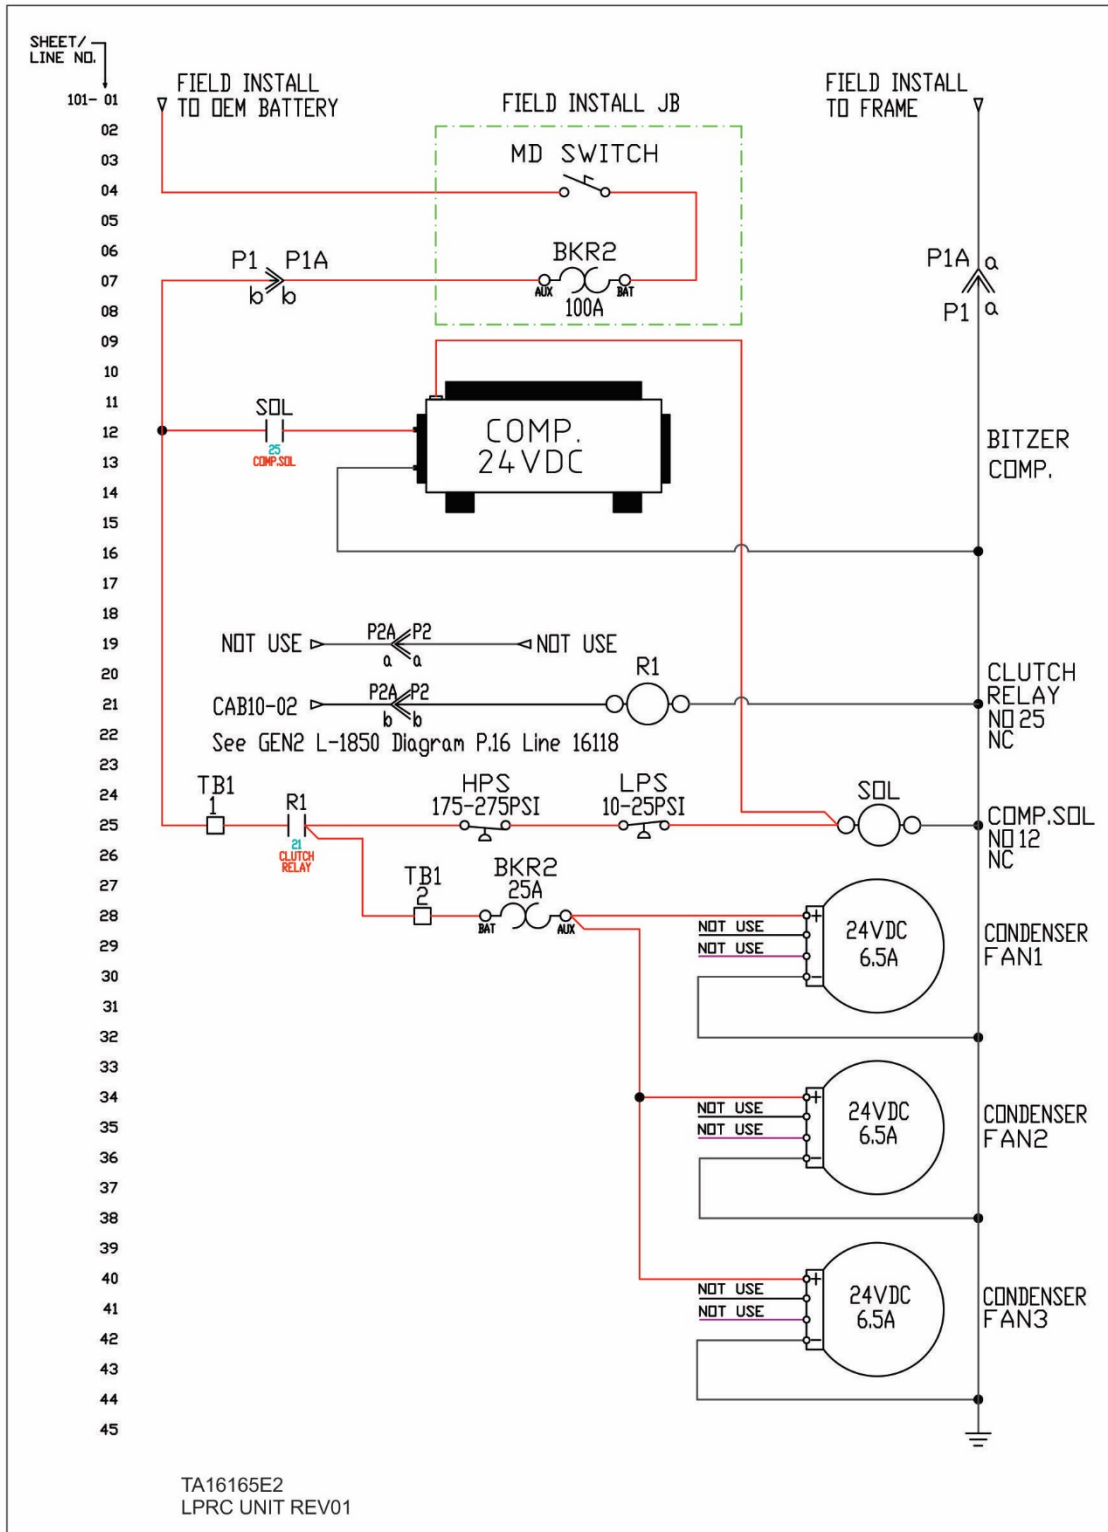 SHEET/
LINE NO.
101- 01
FIELD INSTALL
TO OEM BATTERY
FIELD INSTALL JB
FIELD INSTALL
TO FRAME
02
03
MD SWITCH
04
05
06
BKR2
P1 P1A
P1A a
07
b b
AUX BAT
100A
P1 a
08
09
10
11
SOL
12
COMP.
24VDC
BITZER
COMP.
25
COMP.SOL
13
14
15
16
17
18
19
NOT USE
P2A P2
a a
NOT USE
20
R1
CLUTCH
RELAY
NO 25
NC
21
CAB10-02
P2A P2
b b
22
See GEN2 L-1850 Diagram P.16 Line 16118
23
24
TB1
1
R1
HPS
175-275PSI
LPS
10-25PSI
SOL
25
COMP.SOL
NO 12
NC
21
CLUTCH
RELAY
26
27
TB1
2
BKR2
25A
28
BAT AUX
NOT USE
+
24VDC
6.5A
CONDENSER
FAN1
29
NOT USE
30
-
31
32
33
34
NOT USE
+
24VDC
6.5A
CONDENSER
FAN2
35
NOT USE
36
-
37
38
39
40
NOT USE
+
24VDC
6.5A
CONDENSER
FAN3
41
NOT USE
42
-
43
44
45
TA16165E2
LPRC UNIT REV01